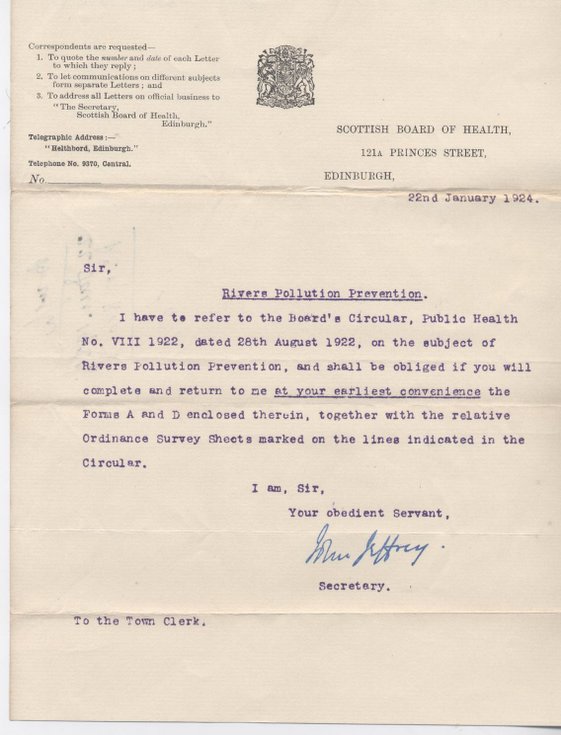 Correspondents are requested—
1. To quote the number and date of each Letter
to which they reply;
2. To let communications on different subjects
form separate Letters; and
3. To address all Letters on official business to
"The Secretary,
Scottish Board of Health,
Edinburgh."
Telegraphic Address:—
"Helthbord, Edinburgh."
Telephone No. 9370, Central.
No.
SCOTTISH BOARD OF HEALTH,
121A PRINCES STREET,
EDINBURGH,
22nd January 1924.
Sir,
Rivers Pollution Prevention.
I have to refer to the Board's Circular, Public Health
No. VIII 1922, dated 28th August 1922, on the subject of
Rivers Pollution Prevention, and shall be obliged if you will
complete and return to me at your earliest convenience the
Forms A and D enclosed therein, together with the relative
Ordinance Survey Sheets marked on the lines indicated in the
Circular.
I am, Sir,
Your obedient Servant,
John Jeffrey.
Secretary.
To the Town Clerk.